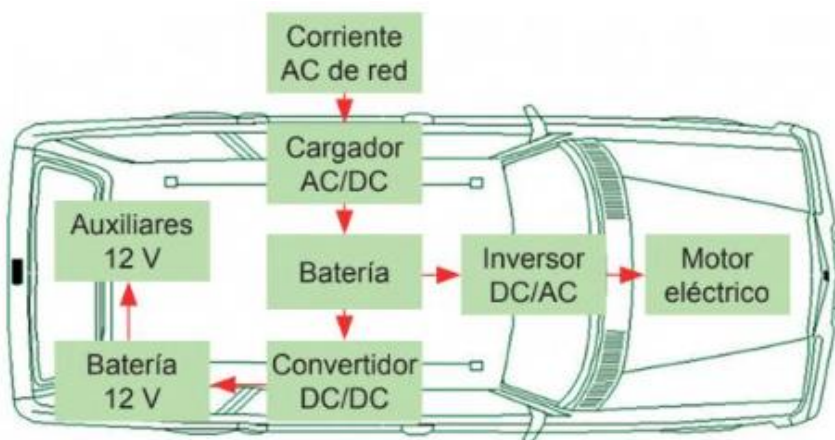 Corriente
AC de red
Cargador
AC/DC
Auxiliares
12 V
Batería
Inversor
DC/AC
Motor
eléctrico
Batería
12 V
Convertidor
DC/DC